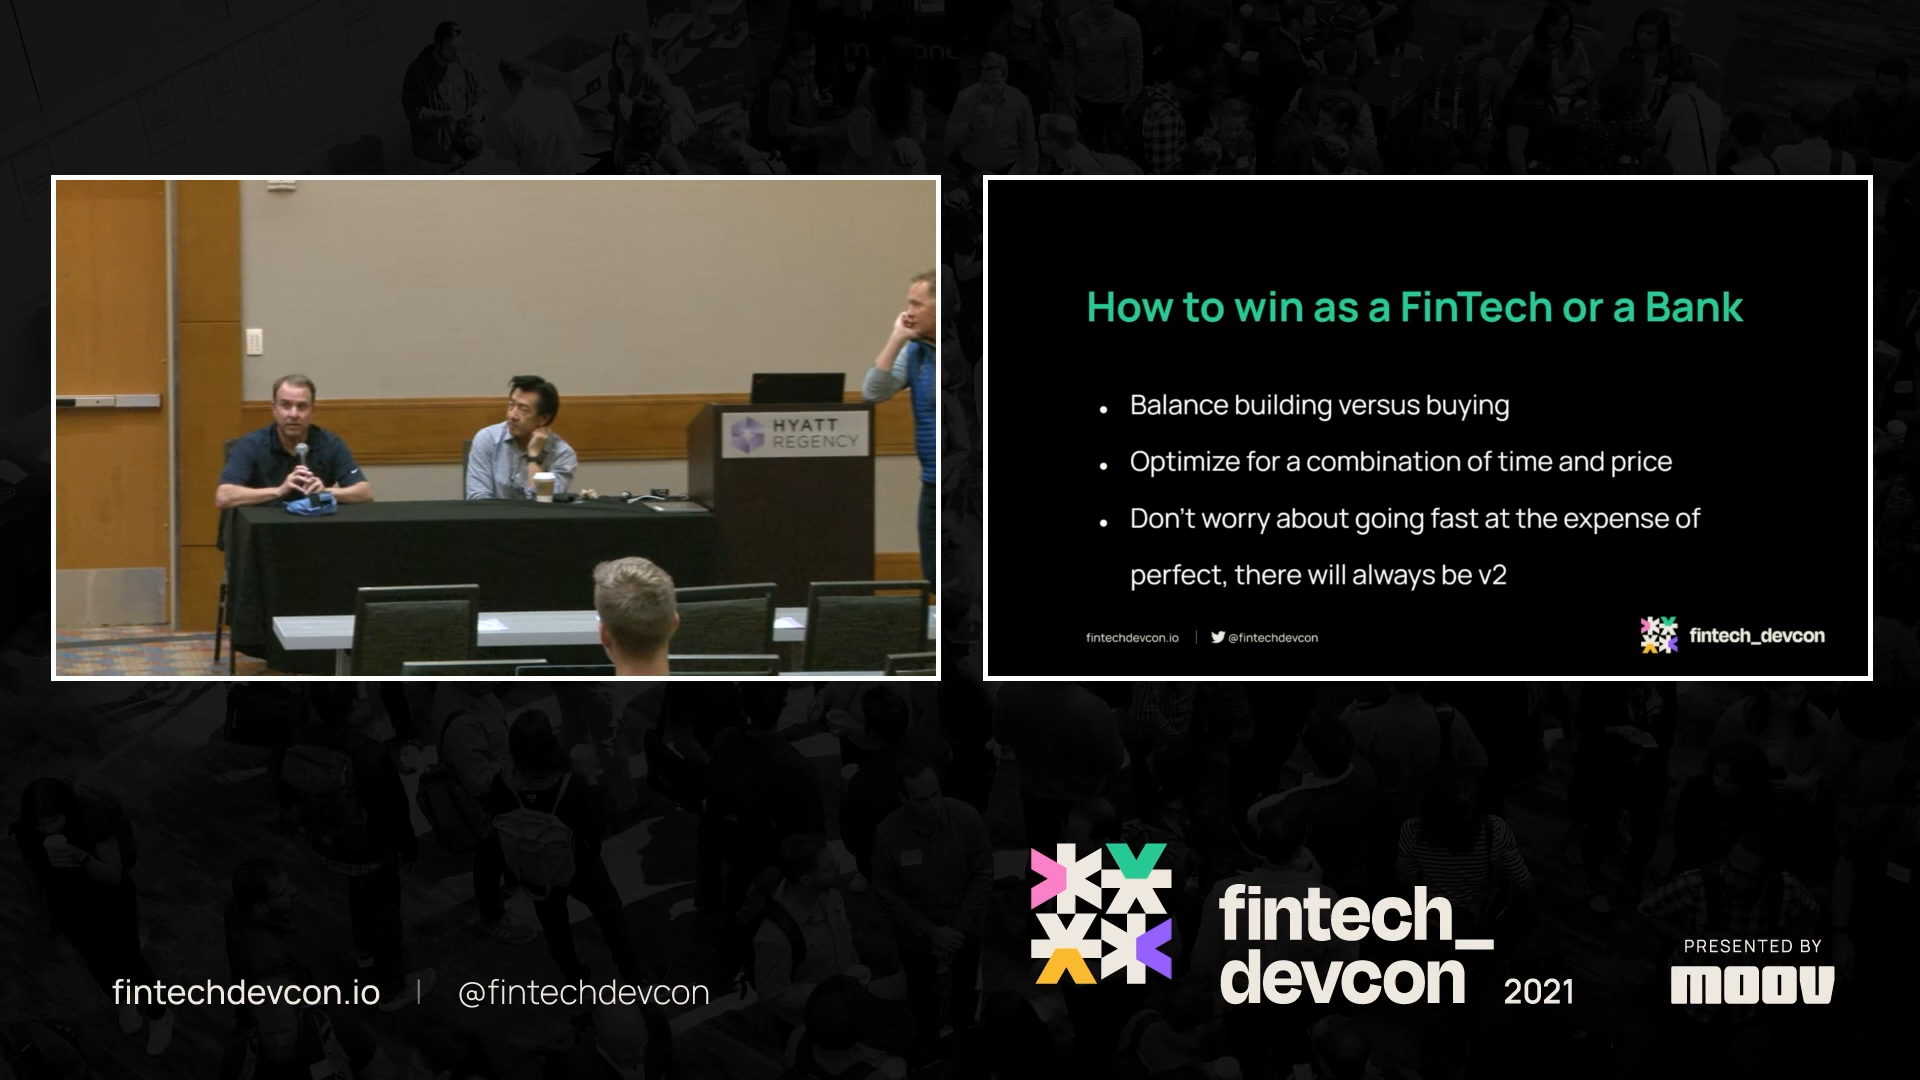 HYATT
REGENCY
How to win as a FinTech or a Bank
• Balance building versus buying
• Optimize for a combination of time and price
• Don't worry about going fast at the expense of
perfect, there will always be v2
fintechdevcon.io | @fintechdevcon
fintech_devcon
fintechdevcon.io | @fintechdevcon
fintech_
devcon 2021
PRESENTED BY
moov